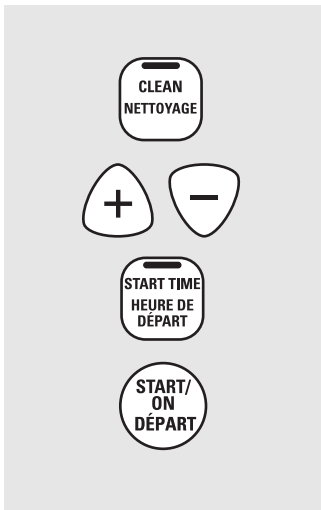 CLEAN
NETTOYAGE
+ −
START TIME
HEURE DE
DÉPART
START/
ON
DÉPART